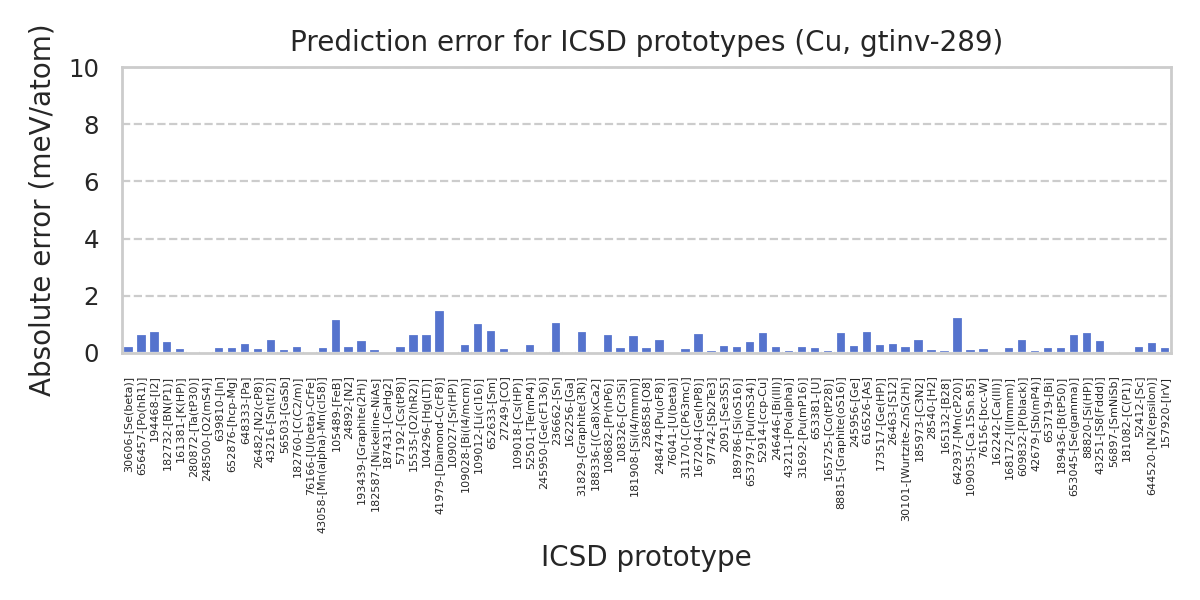 Prediction error for ICSD prototypes (Cu, gtinv-289)
Absolute error (meV/atom)
10
8
6
4
2
0
30606-[Se(beta)]
656457-[Po(hR1)]
194468-[I2]
182732-[BN(P1)]
161381-[K(HP)]
280872-[Ta(tP30)]
248500-[O2(mS4)]
639810-[In]
652876-[hcp-Mg]
648333-[Pa]
26482-[N2(cP8)]
43216-[Sn(tI2)]
56503-[GaSb]
182760-[C(C2/m)]
76166-[U(beta)-CrFe]
43058-[Mn(alpha)-Mn(cI58)]
1054899-[FeB]
24892-[N2]
193439-[Graphite(2H)]
182587-[Nickeline-NiAs]
187431-[CaHg2]
57192-[Cs(tP8)]
15535-[O2(hR2)]
104296-[Hg(LT)]
41979-[Diamond-C(cF8)]
109027-[Sr(HP)]
109028-[Bi(I4/mcm)]
109012-[Li(cI16)]
652633-[Sm]
27249-[CO]
109018-[Cs(HP)]
52501-[Te(mP4)]
245950-[Ge(cF136)]
236662-[Sn]
162256-[Ga]
31829-[Graphite(3R)]
188336-[(Ca8)xCa2]
108682-[Pr(hP6)]
108326-[Cr3Si]
181908-[Si(I4/mmm)]
236858-[O8]
248474-[Pu(oF8)]
76041-[U(beta)]
31170-[C(P63mc)]
167204-[Ge(hP8)]
97742-[Sb2Te3]
2091-[Se3S5]
189786-[Si(oS16)]
653797-[Pu(mS34)]
52914-[ccp-Cu]
246446-[Bi(III)]
43211-[Po(alpha)]
31692-[Pu(mP16)]
653381-[U]
165725-[Co(tP28)]
88815-[Graphite(oS16)]
245956-[Ge]
616526-[As]
173517-[Ge(HP)]
26463-[S12]
30101-[Wurtzite-ZnS(2H)]
185973-[C3N2]
28540-[H2]
165132-[B28]
642937-[Mn(cP20)]
109035-[Ca.15Sn.85]
76156-[bcc-W]
162242-[Ca(III)]
168172-[I(Immm)]
609832-[P(black)]
42679-[Sb(mP4)]
653719-[Bi]
189436-[B(tP50)]
653045-[Se(gamma)]
88820-[Si(HP)]
43251-[S8(Fddd)]
56897-[SmNiSb]
181082-[C(P1)]
52412-[Sc]
644520-[N2(epsilon)]
157920-[IrV]
ICSD prototype